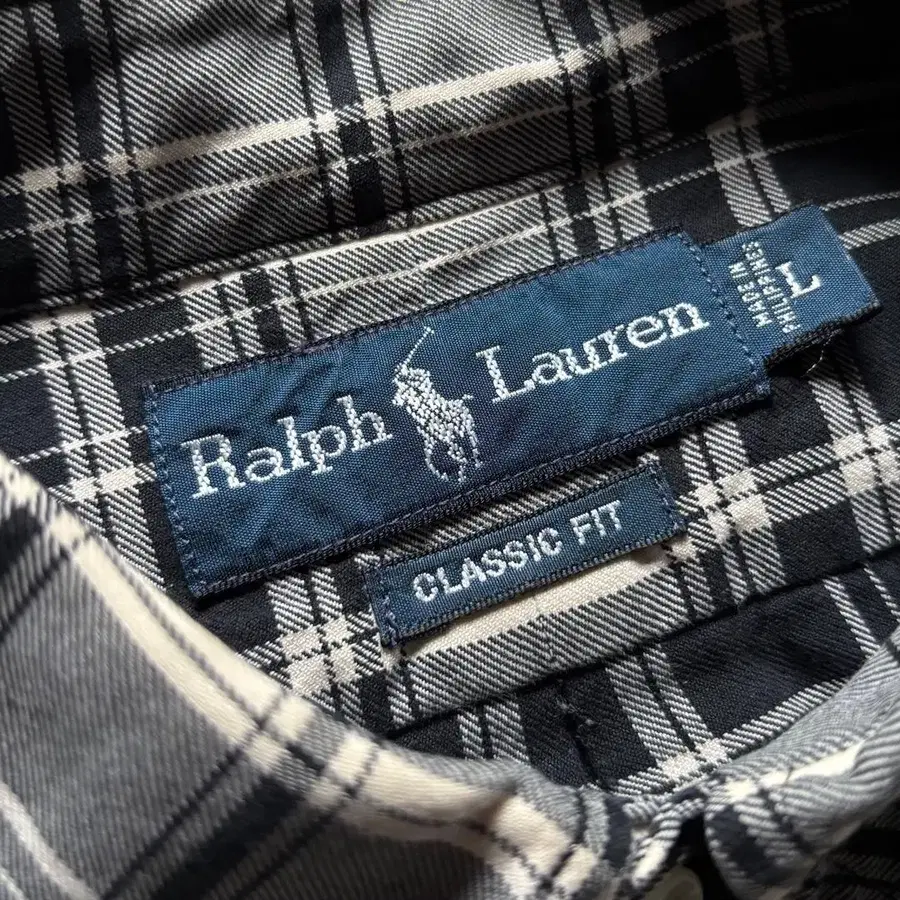 Ralph Lauren
L
MADE IN
PHILIPPINES
CLASSIC FIT